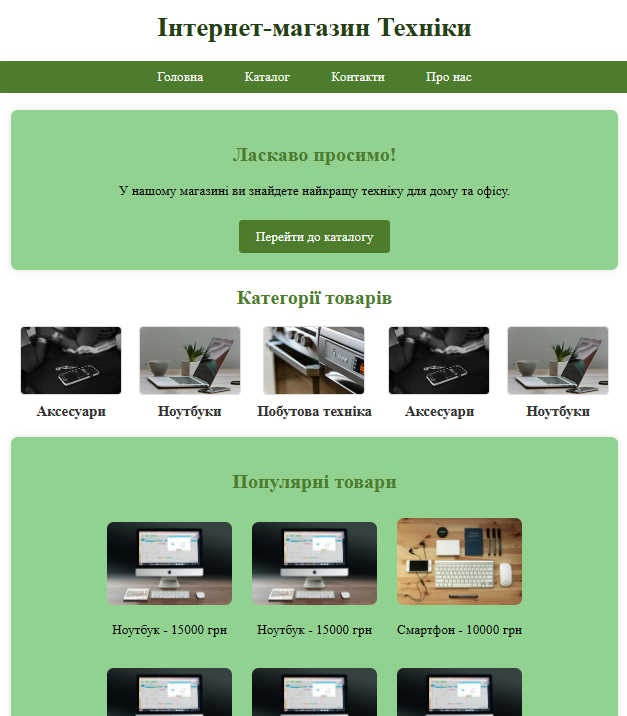 Інтернет-магазин Техніки
Головна Каталог Контакти Про нас
Ласкаво просимо!
У нашому магазині ви знайдете найкращу техніку для дому та офісу.
Перейти до каталогу
Категорії товарів
Аксесуари Ноутбуки Побутова техніка Аксесуари Ноутбуки
Популярні товари
Ноутбук - 15000 грн Ноутбук - 15000 грн Смартфон - 10000 грн